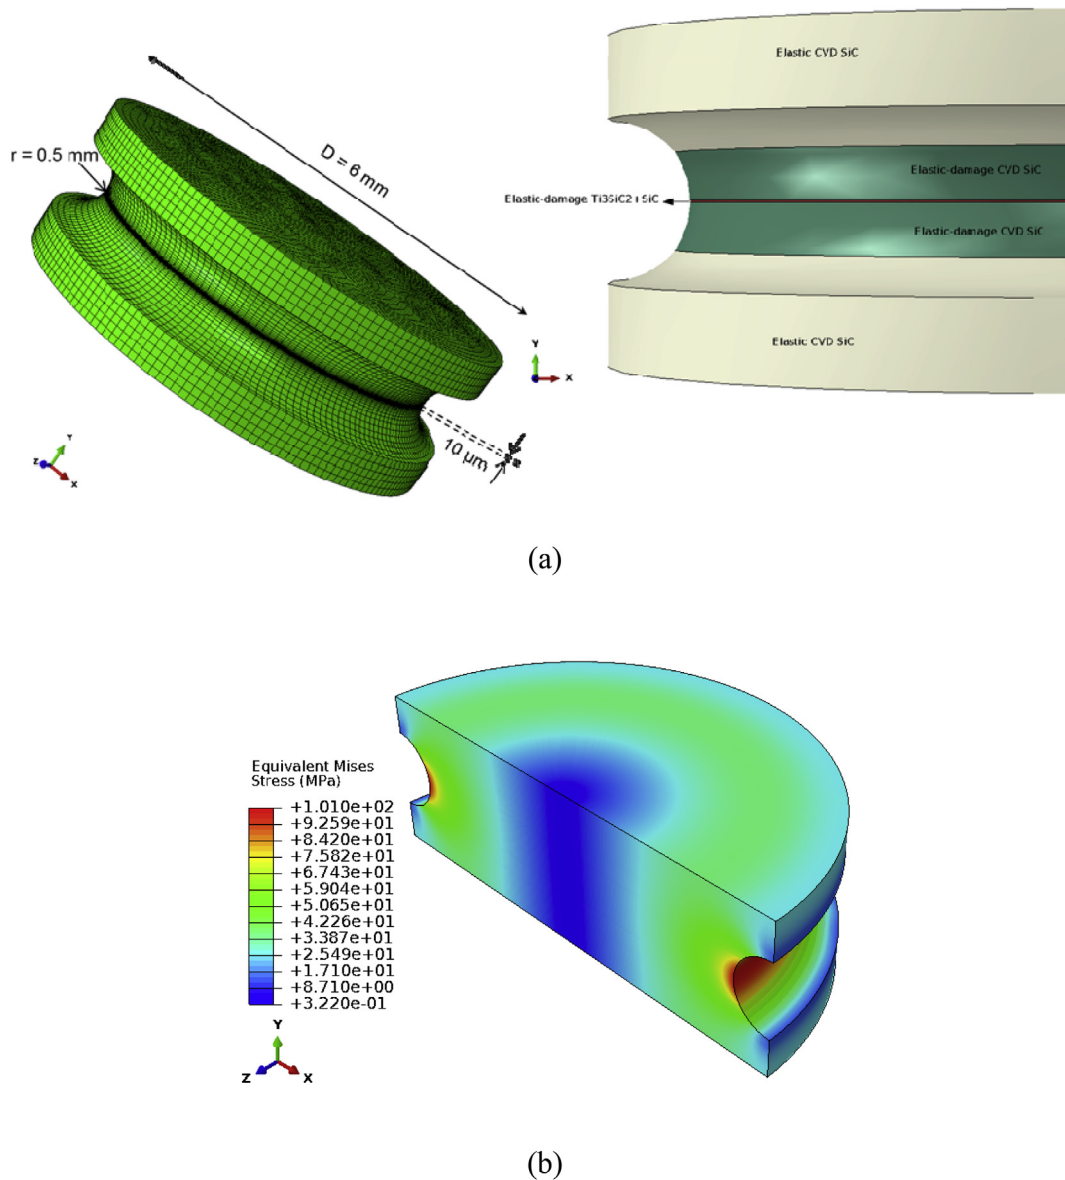 D = 6 mm
r = 0.5 mm
10 µm
Y
X
Y
Z
X
Elastic CVD SiC
Elastic-damage CVD SiC
Elastic-damage Ti3SiC2+SiC
Elastic-damage CVD SiC
Elastic CVD SiC
(a)
Equivalent Mises
Stress (MPa)
+1.010e+02
+9.259e+01
+8.420e+01
+7.582e+01
+6.743e+01
+5.904e+01
+5.065e+01
+4.226e+01
+3.387e+01
+2.549e+01
+1.710e+01
+8.710e+00
+3.220e-01
Y
Z
X
(b)